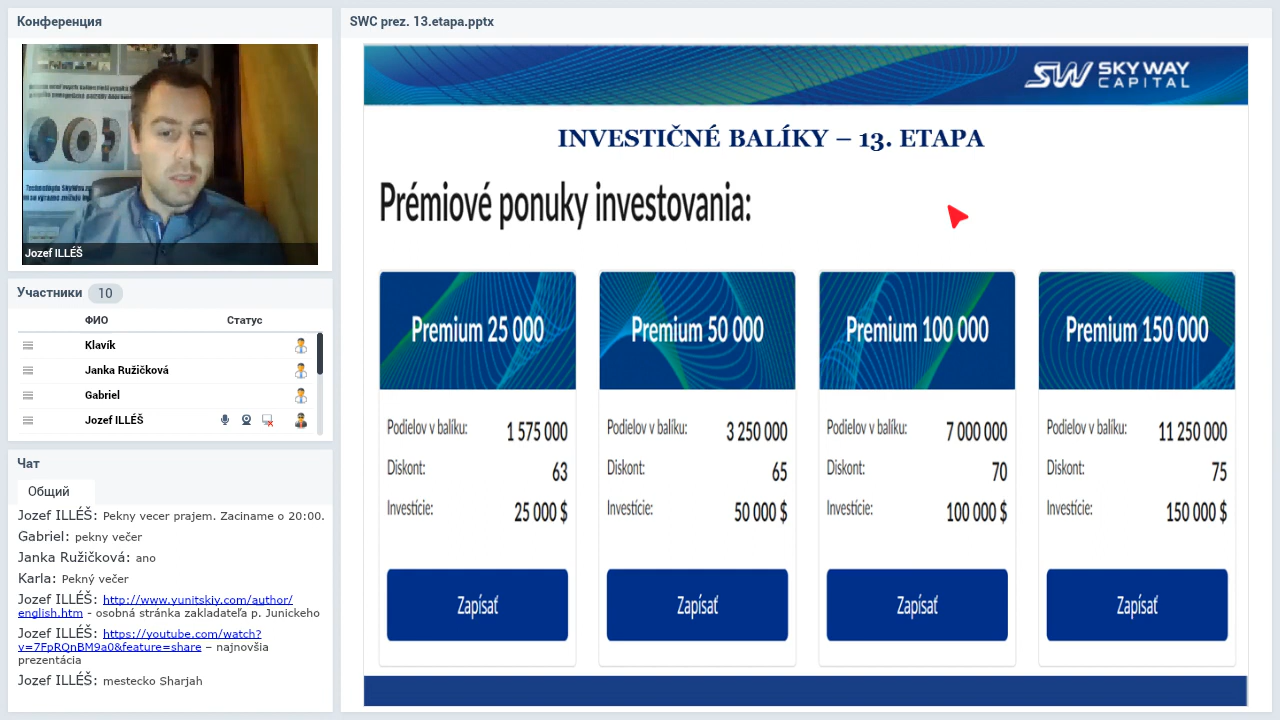 Конференция
Jozef ILLÉŠ
Участники 10
ФИО Статус
Klavík
Janka Ružičková
Gabriel
Jozef ILLÉŠ
Чат
Общий
Jozef ILLÉŠ: Pekny vecer prajem. Zaciname o 20:00.
Gabriel: pekny večer
Janka Ružičková: ano
Karla: Pekný večer
Jozef ILLÉŠ: http://www.yunitskiy.com/author/
english.htm - osobná stránka zakladateľa p. Junickeho
Jozef ILLÉŠ: https://youtube.com/watch?
v=7FpRQnBM9a0&feature=share – najnovšia
prezentácia
Jozef ILLÉŠ: mestecko Sharjah
SWC prez. 13.etapa.pptx
SW SKY WAY
CAPITAL
INVESTIČNÉ BALÍKY – 13. ETAPA
Prémiové ponuky investovania:
Premium 25 000
Podielov v balíku: 1 575 000
Diskont: 63
Investície: 25 000 $
Zapísať
Premium 50 000
Podielov v balíku: 3 250 000
Diskont: 65
Investície: 50 000 $
Zapísať
Premium 100 000
Podielov v balíku: 7 000 000
Diskont: 70
Investície: 100 000 $
Zapísať
Premium 150 000
Podielov v balíku: 11 250 000
Diskont: 75
Investície: 150 000 $
Zapísať